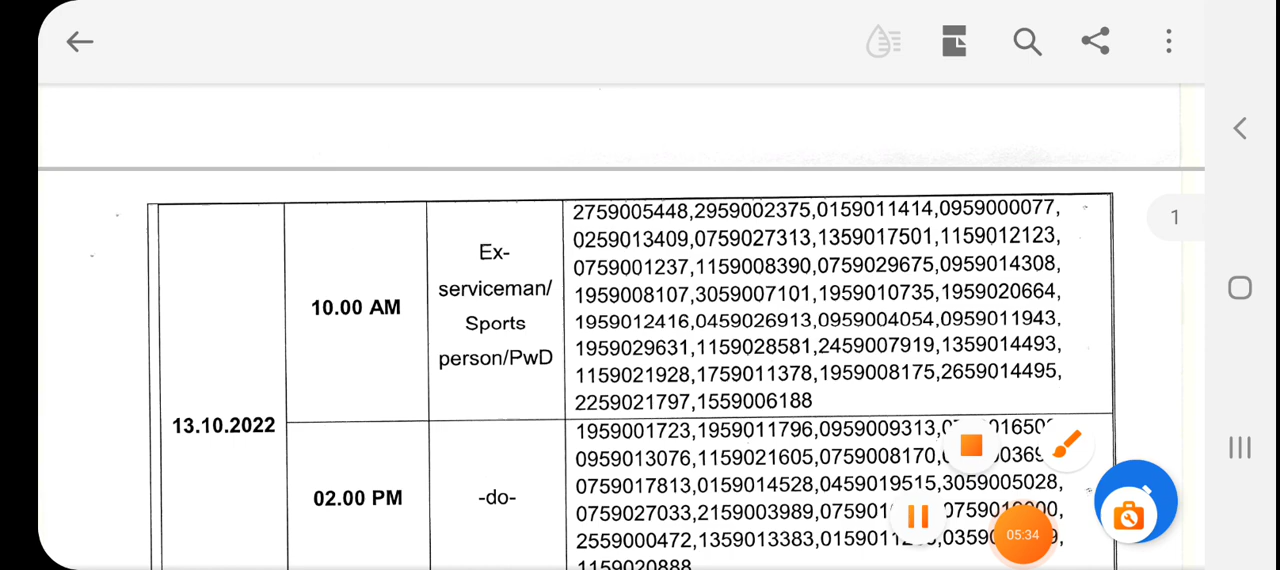 1
2759005448,2959002375,0159011414,0959000077,
0259013409,0759027313,1359017501,1159012123,
0759001237,1159008390,0759029675,0959014308,
1959008107,3059007101,1959010735,1959020664,
1959012416,0459026913,0959004054,0959011943,
1959029631,1159028581,2459007919,1359014493,
1159021928,1759011378,1959008175,2659014495,
2259021797,1559006188
Ex-
serviceman/
Sports
person/PwD
10.00 AM
13.10.2022
02.00 PM
-do-
1959001723,1959011796,0959009313,
0959013076,1159021605,0759008170,
0759017813,0159014528,0459019515,3059005028,
0759027033,2159003989,
2559000472,1359013383,
1159020888
05:34